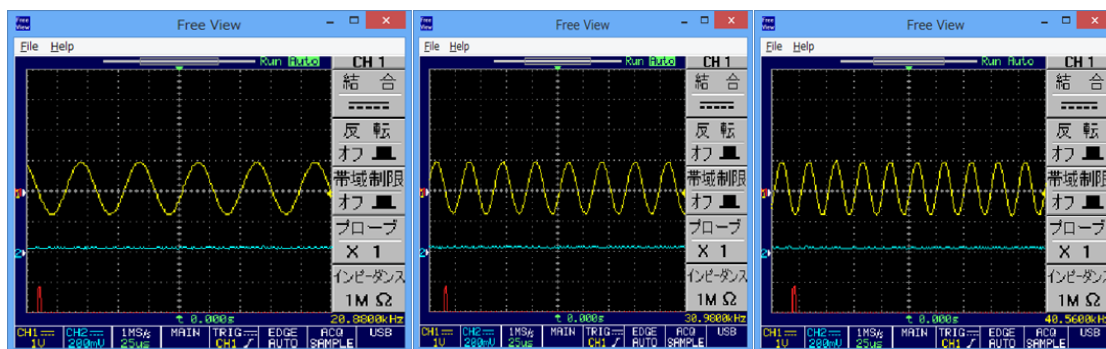 Free View
File Help
Run Auto CH 1
結 合
反 転
オフ
帯域制限
オフ
プローブ
X 1
インピーダンス
1M Ω
0.000s 20.8800kHz
CH1 CH2 1MS/s MAIN TRIG EDGE ACQ USB
1V 200mV 25us CH1 AUTO SAMPLE
Free View
File Help
Run Auto CH 1
結 合
反 転
オフ
帯域制限
オフ
プローブ
X 1
インピーダンス
1M Ω
0.000s 30.9800kHz
CH1 CH2 1MS/s MAIN TRIG EDGE ACQ USB
1V 200mV 25us CH1 AUTO SAMPLE
Free View
File Help
Run Auto CH 1
結 合
反 転
オフ
帯域制限
オフ
プローブ
X 1
インピーダンス
1M Ω
0.000s 40.5600kHz
CH1 CH2 1MS/s MAIN TRIG EDGE ACQ USB
1V 200mV 25us CH1 AUTO SAMPLE